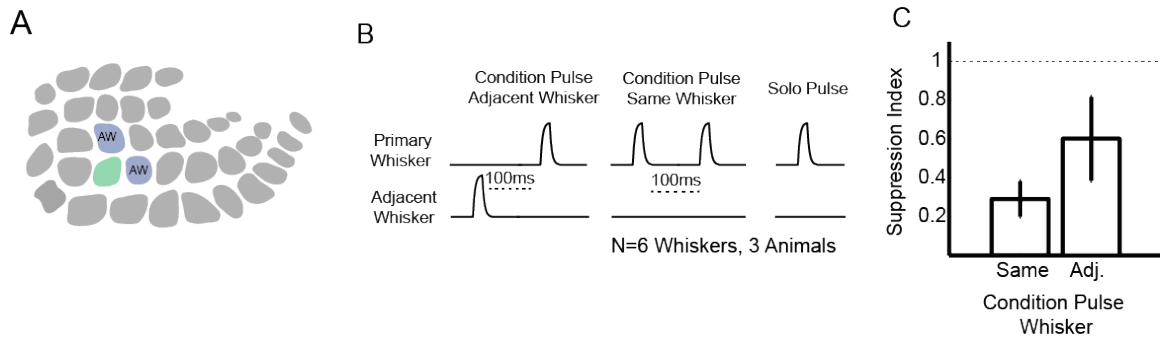 A
AW
AW
B
Condition Pulse
Adjacent Whisker
Condition Pulse
Same Whisker
Solo Pulse
Primary
Whisker
100ms
100ms
Adjacent
Whisker
N=6 Whiskers, 3 Animals
C
Suppression Index
1
0.8
0.6
0.4
0.2
Same Adj.
Condition Pulse
Whisker